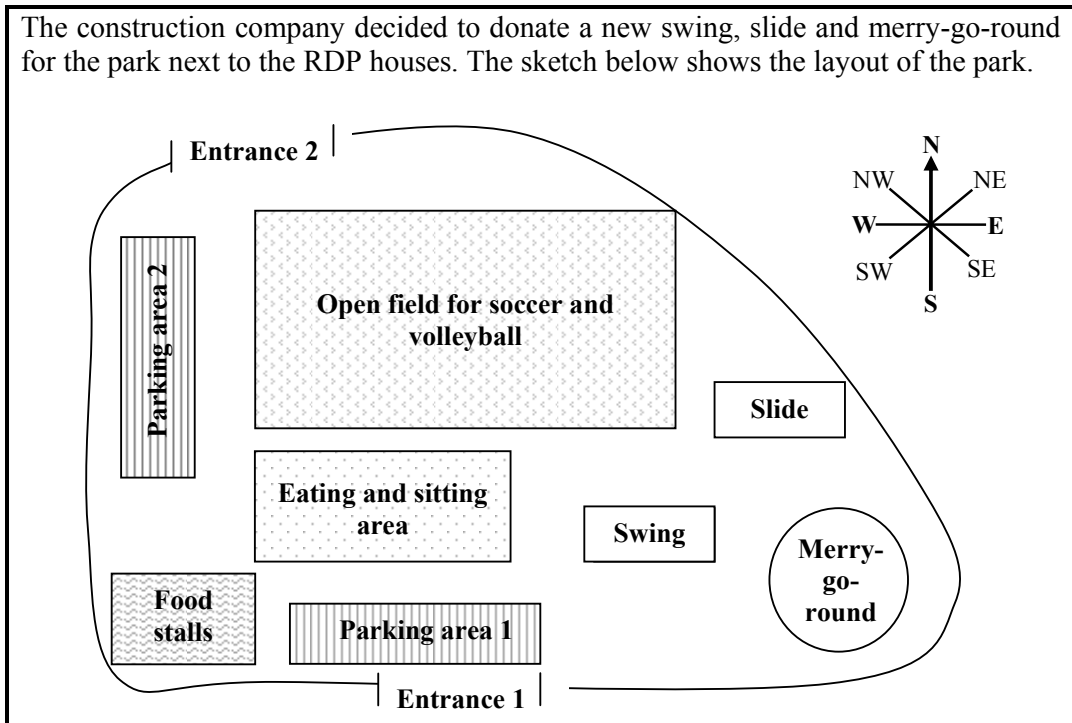 The construction company decided to donate a new swing, slide and merry-go-round
for the park next to the RDP houses. The sketch below shows the layout of the park.
Entrance 2
N
NW NE
W E
SW SE
S
Parking area 2
Open field for soccer and
volleyball
Slide
Eating and sitting
area
Swing
Merry-
go-
round
Food
stalls
Parking area 1
Entrance 1